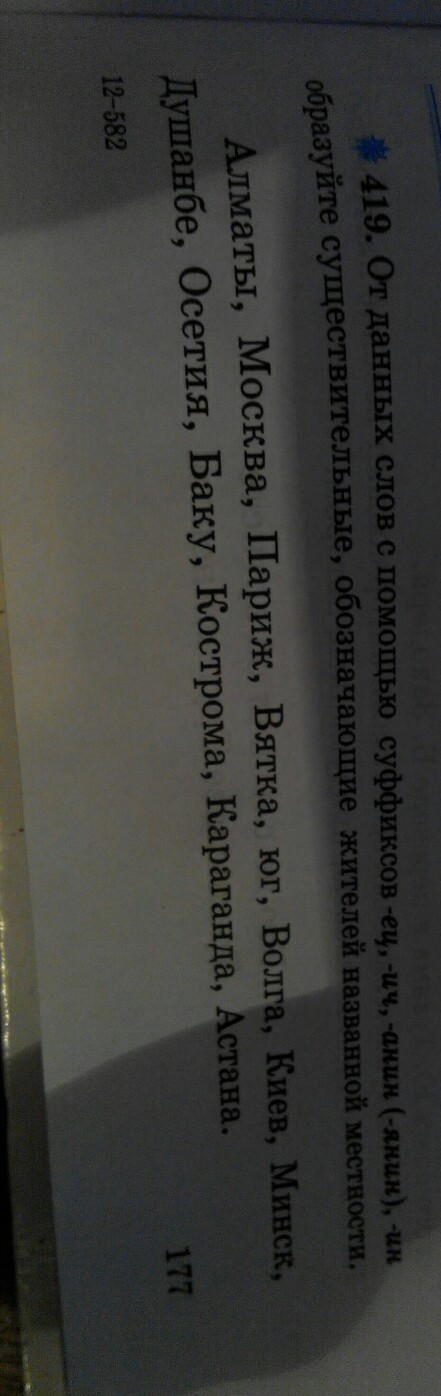 419. От данных слов с помощью суффиксов -ец, -ич, -анин (-янин), -ин
образуйте существительные, обозначающие жителей названной местности.
Алматы, Москва, Париж, Вятка, юг, Волга, Киев, Минск,
Душанбе, Осетия, Баку, Кострома, Караганда, Астана.
12–582
177